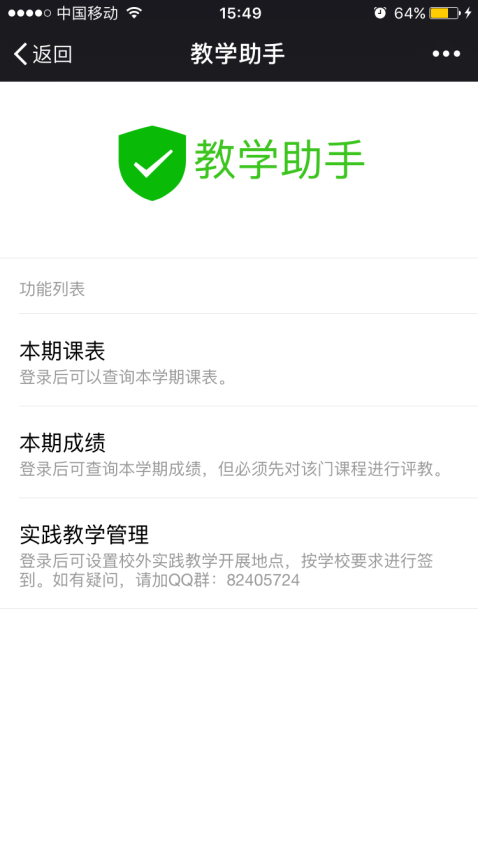 中国移动
15:49
64%
返回
教学助手
教学助手
功能列表
本期课表
登录后可以查询本学期课表。
本期成绩
登录后可查询本学期成绩，但必须先对该门课程进行评教。
实践教学管理
登录后可设置校外实践教学开展地点，按学校要求进行签
到。如有疑问，请加QQ群：82405724